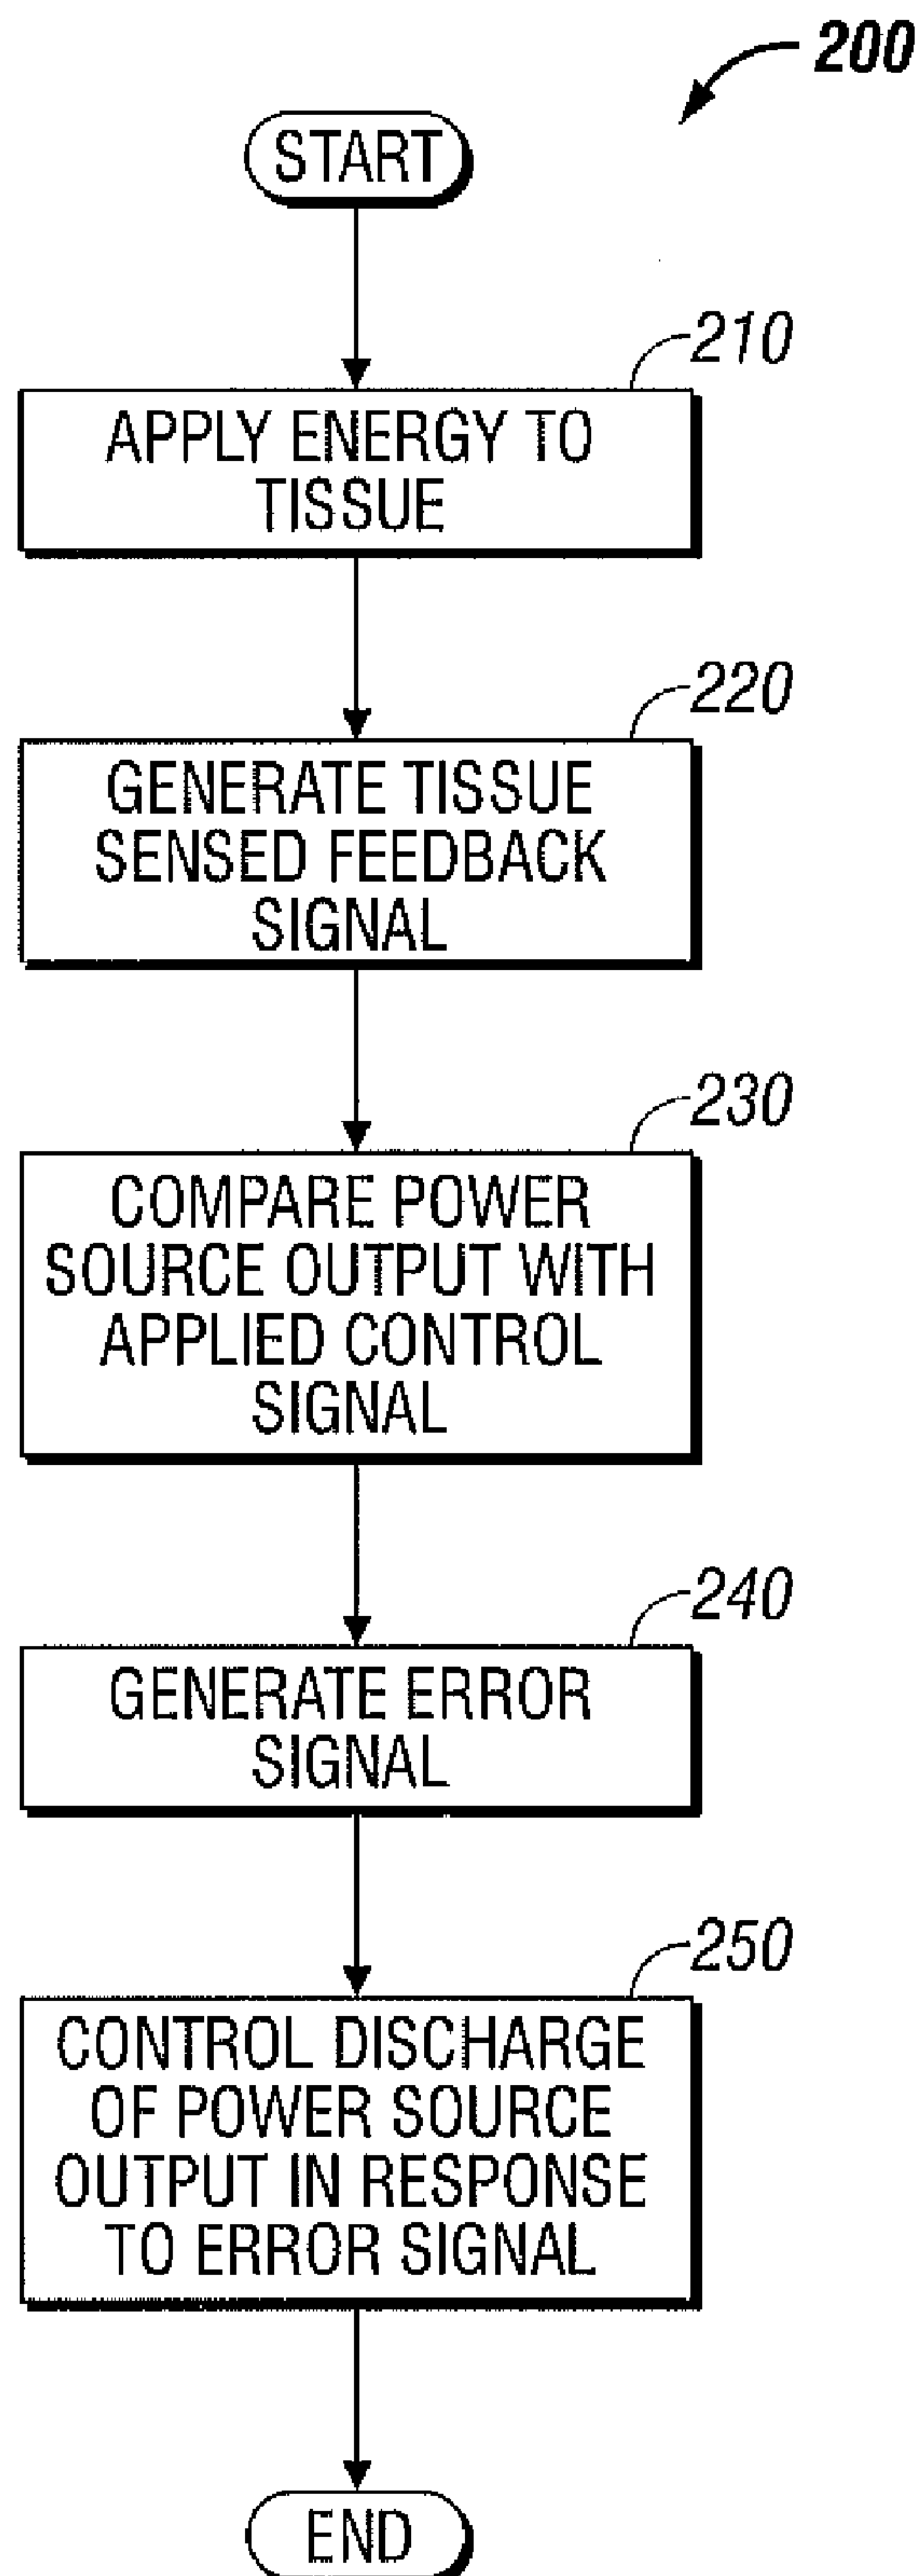 200
START
210
APPLY ENERGY TO
TISSUE
220
GENERATE TISSUE
SENSED FEEDBACK
SIGNAL
230
COMPARE POWER
SOURCE OUTPUT WITH
APPLIED CONTROL
SIGNAL
240
GENERATE ERROR
SIGNAL
250
CONTROL DISCHARGE
OF POWER SOURCE
OUTPUT IN RESPONSE
TO ERROR SIGNAL
END